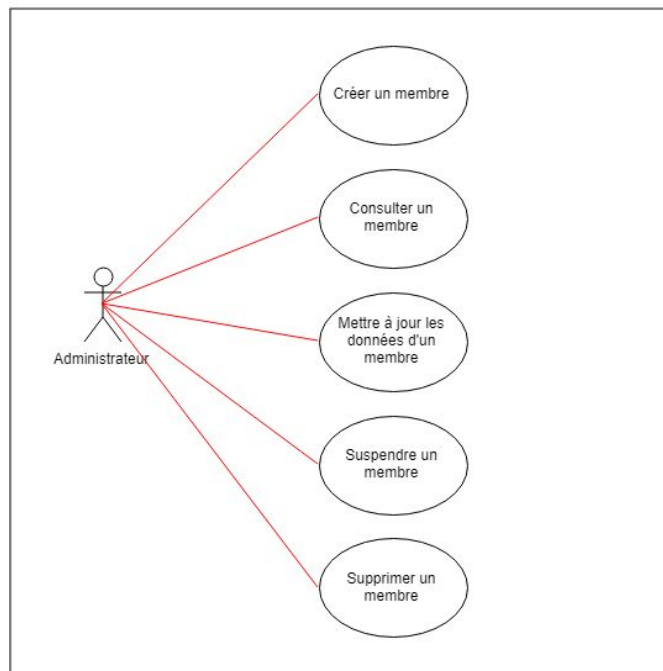 Créer un membre
Consulter un
membre
Mettre à jour les
données d'un
membre
Administrateur
Suspendre un
membre
Supprimer un
membre